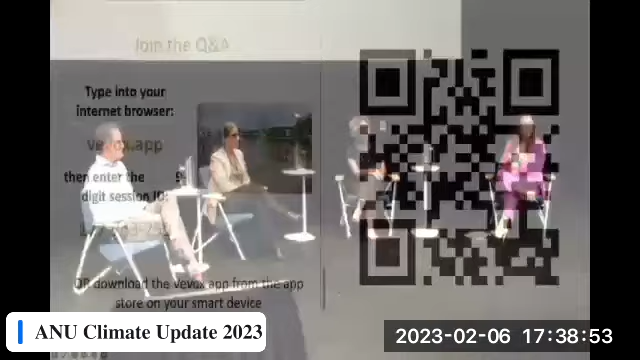 Join the Q&A
Type into your
internet browser:
vevox.app
then enter the
digit session ID:
OR download the Vevox app from the app
store on your smart device
ANU Climate Update 2023
2023-02-06 17:38:53